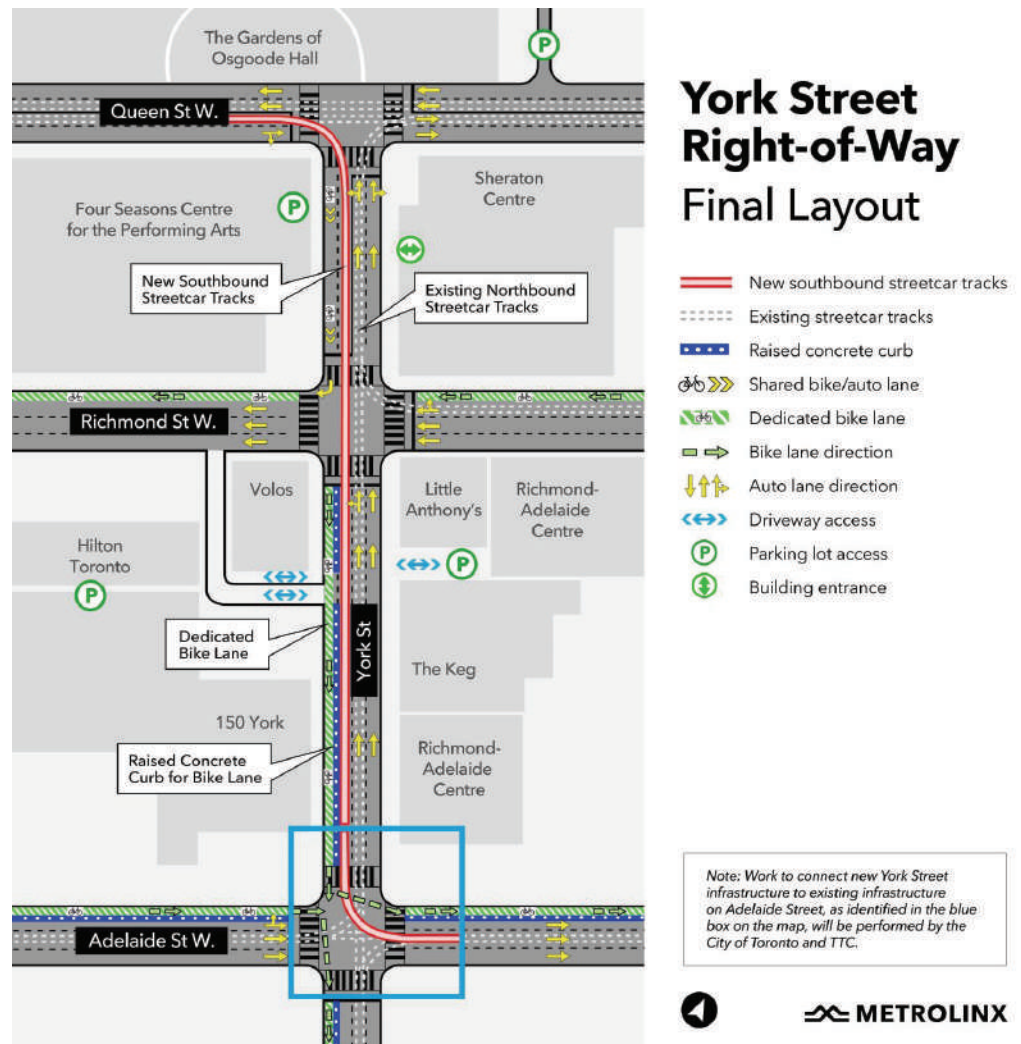 The Gardens of
Osgoode Hall
P
Queen St W.
Sheraton
Centre
Four Seasons Centre
for the Performing Arts
P
New Southbound
Streetcar Tracks
Existing Northbound
Streetcar Tracks
Richmond St W.
Volos
Little
Anthony's
Richmond-
Adelaide
Centre
Hilton
Toronto
P
P
Dedicated
Bike Lane
York St
The Keg
150 York
Raised Concrete
Curb for Bike Lane
Richmond-
Adelaide
Centre
Adelaide St W.
York Street
Right-of-Way
Final Layout
New southbound streetcar tracks
Existing streetcar tracks
Raised concrete curb
Shared bike/auto lane
Dedicated bike lane
Bike lane direction
Auto lane direction
Driveway access
P Parking lot access
Building entrance
Note: Work to connect new York Street
infrastructure to existing infrastructure
on Adelaide Street, as identified in the blue
box on the map, will be performed by the
City of Toronto and TTC.
METROLINX